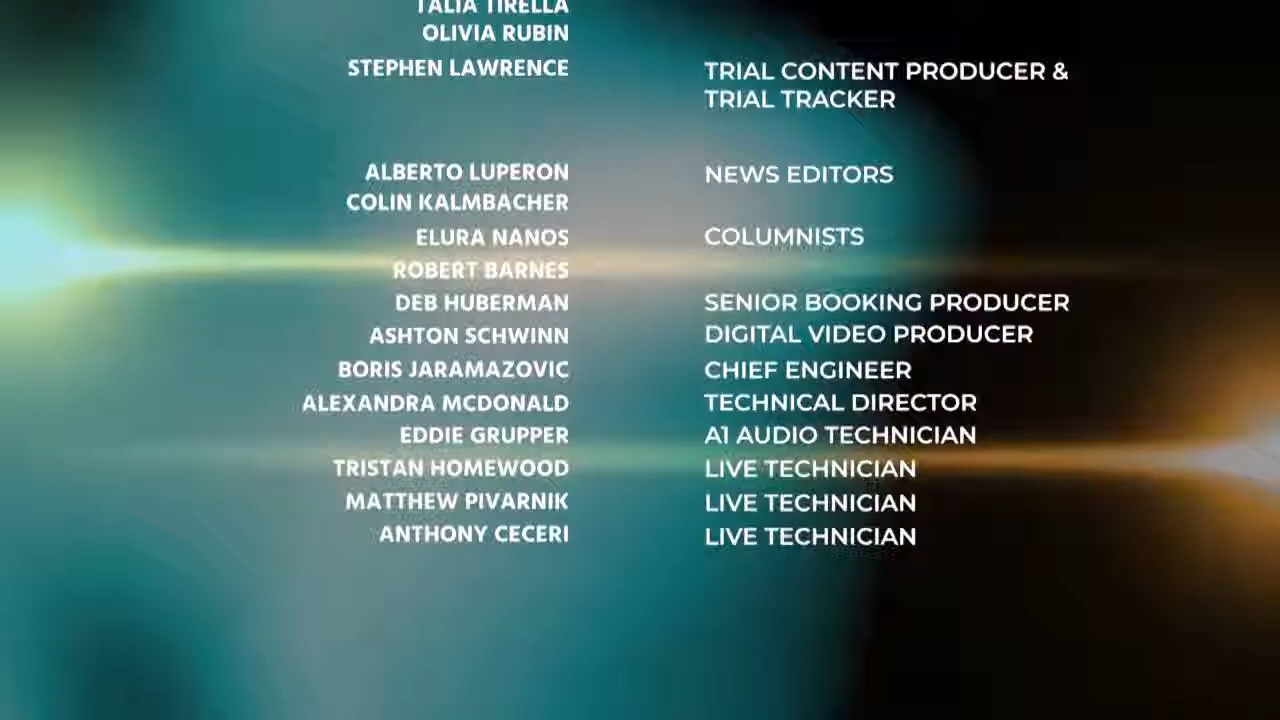 TALIA TIRELLA
OLIVIA RUBIN
STEPHEN LAWRENCE TRIAL CONTENT PRODUCER &
TRIAL TRACKER
ALBERTO LUPERON NEWS EDITORS
COLIN KALMBACHER
ELURA NANOS COLUMNISTS
ROBERT BARNES
DEB HUBERMAN SENIOR BOOKING PRODUCER
ASHTON SCHWINN DIGITAL VIDEO PRODUCER
BORIS JARAMAZOVIC CHIEF ENGINEER
ALEXANDRA MCDONALD TECHNICAL DIRECTOR
EDDIE GRUPPER A1 AUDIO TECHNICIAN
TRISTAN HOMEWOOD LIVE TECHNICIAN
MATTHEW PIVARNIK LIVE TECHNICIAN
ANTHONY CECERI LIVE TECHNICIAN